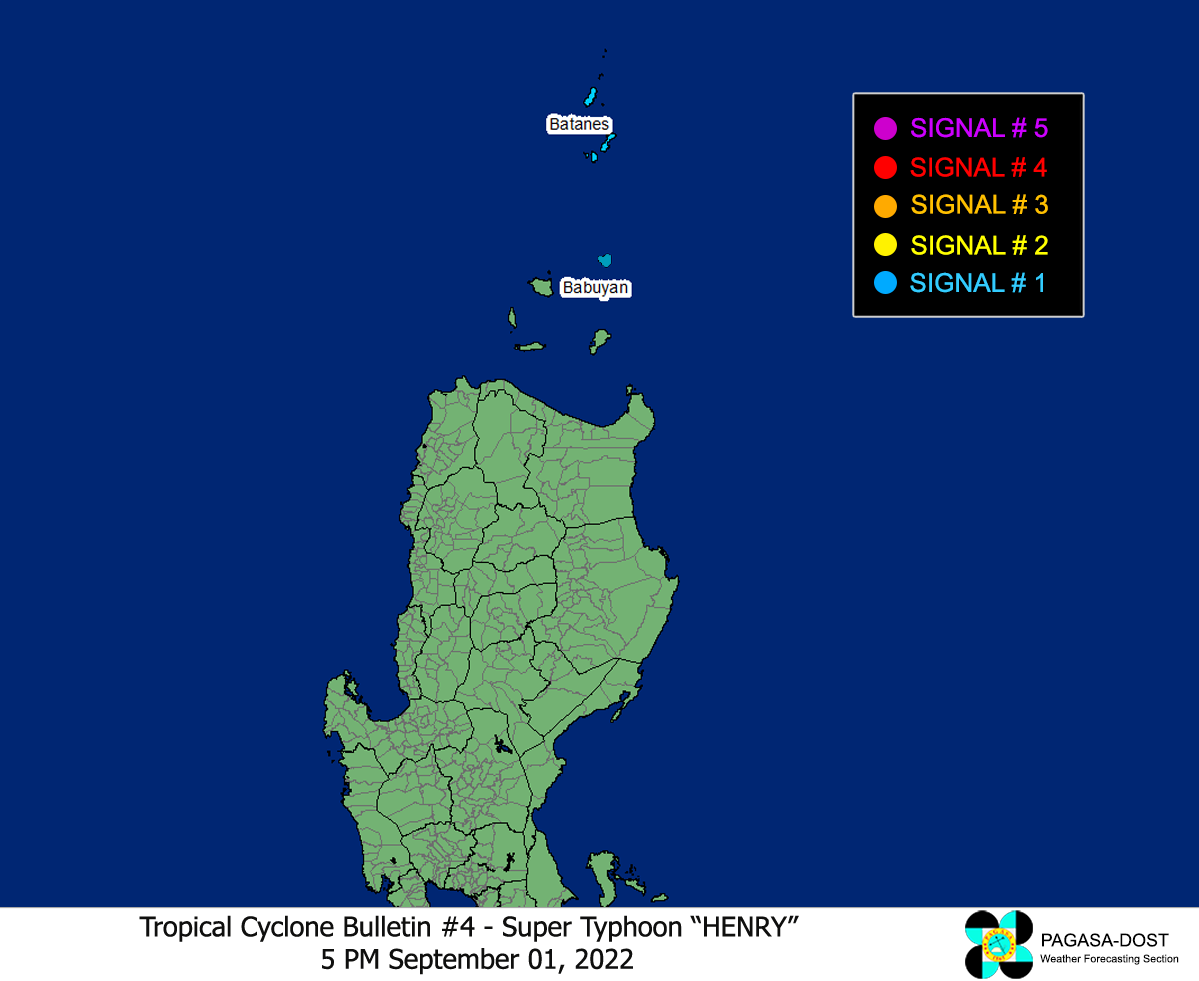 Batanes
SIGNAL # 5
SIGNAL # 4
SIGNAL # 3
SIGNAL # 2
SIGNAL # 1
Babuyan
Tropical Cyclone Bulletin #4 - Super Typhoon “HENRY”
5 PM September 01, 2022
PAGASA-DOST
Weather Forecasting Section
PAGASA